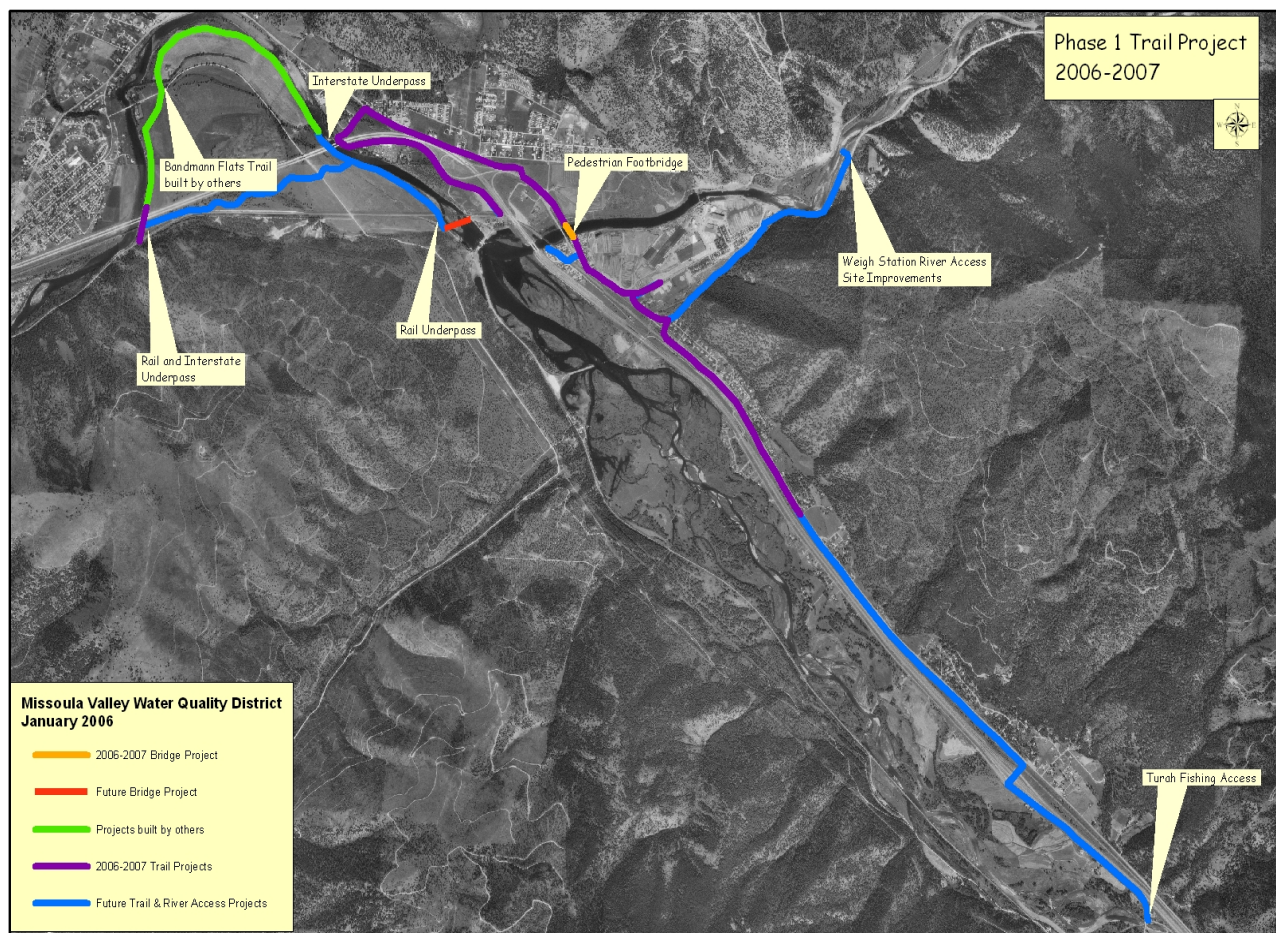 Phase 1 Trail Project
2006-2007
N
W
E
S
Interstate Underpass
Bandmann Flats Trail
built by others
Pedestrian Footbridge
Weigh Station River Access
Site Improvements
Rail Underpass
Rail and Interstate
Underpass
Turah Fishing Access
Missoula Valley Water Quality District
January 2006
2006-2007 Bridge Project
Future Bridge Project
Projects built by others
2006-2007 Trail Projects
Future Trail & River Access Projects